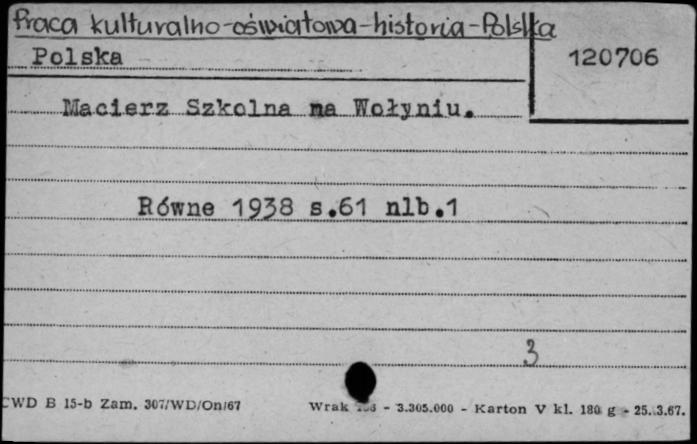 Praca kulturalno-oświatowa-historia-Polska
Polska
120706
Macierz Szkolna na Wołyniu.
Równe 1938 s.61 nlb.1
3
CWD B 15-b Zam. 307/WD/On/67 Wrak - 3.305.000 - Karton V kl. 180 g - 25.3.67.